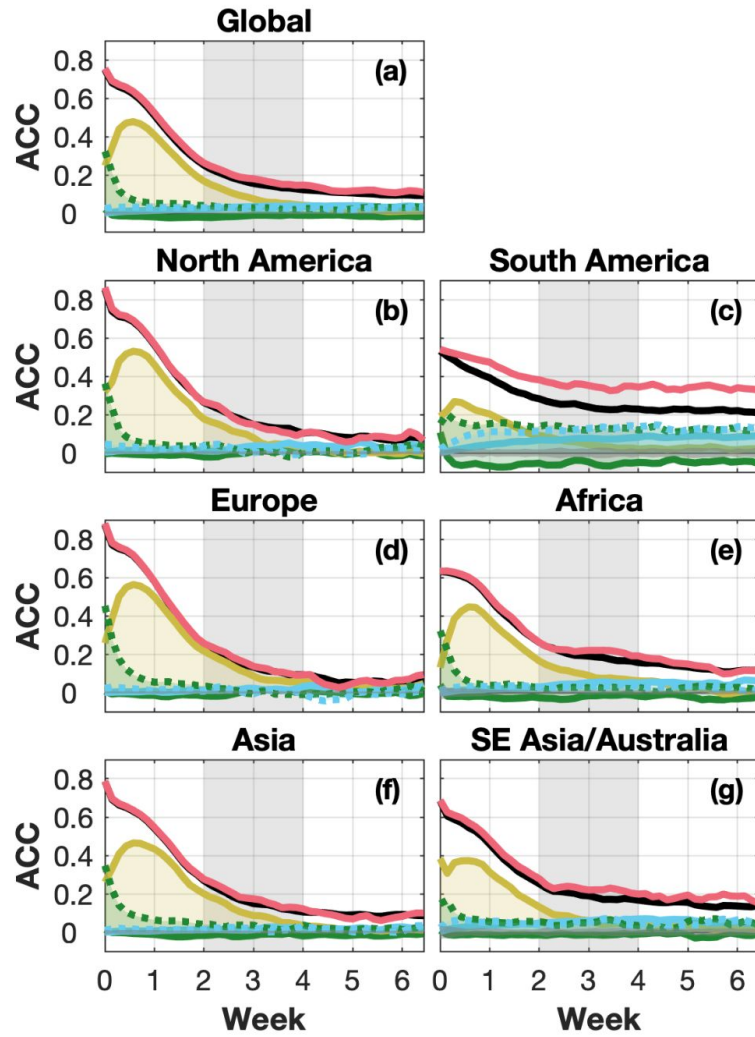 Global
ACC
0.8
0.6
0.4
0.2
0
(a)
North America
South America
ACC
0.8
0.6
0.4
0.2
0
(b)
(c)
Europe
Africa
ACC
0.8
0.6
0.4
0.2
0
(d)
(e)
Asia
SE Asia/Australia
ACC
0.8
0.6
0.4
0.2
0
(f)
(g)
0 1 2 3 4 5 6
0 1 2 3 4 5 6
Week
Week